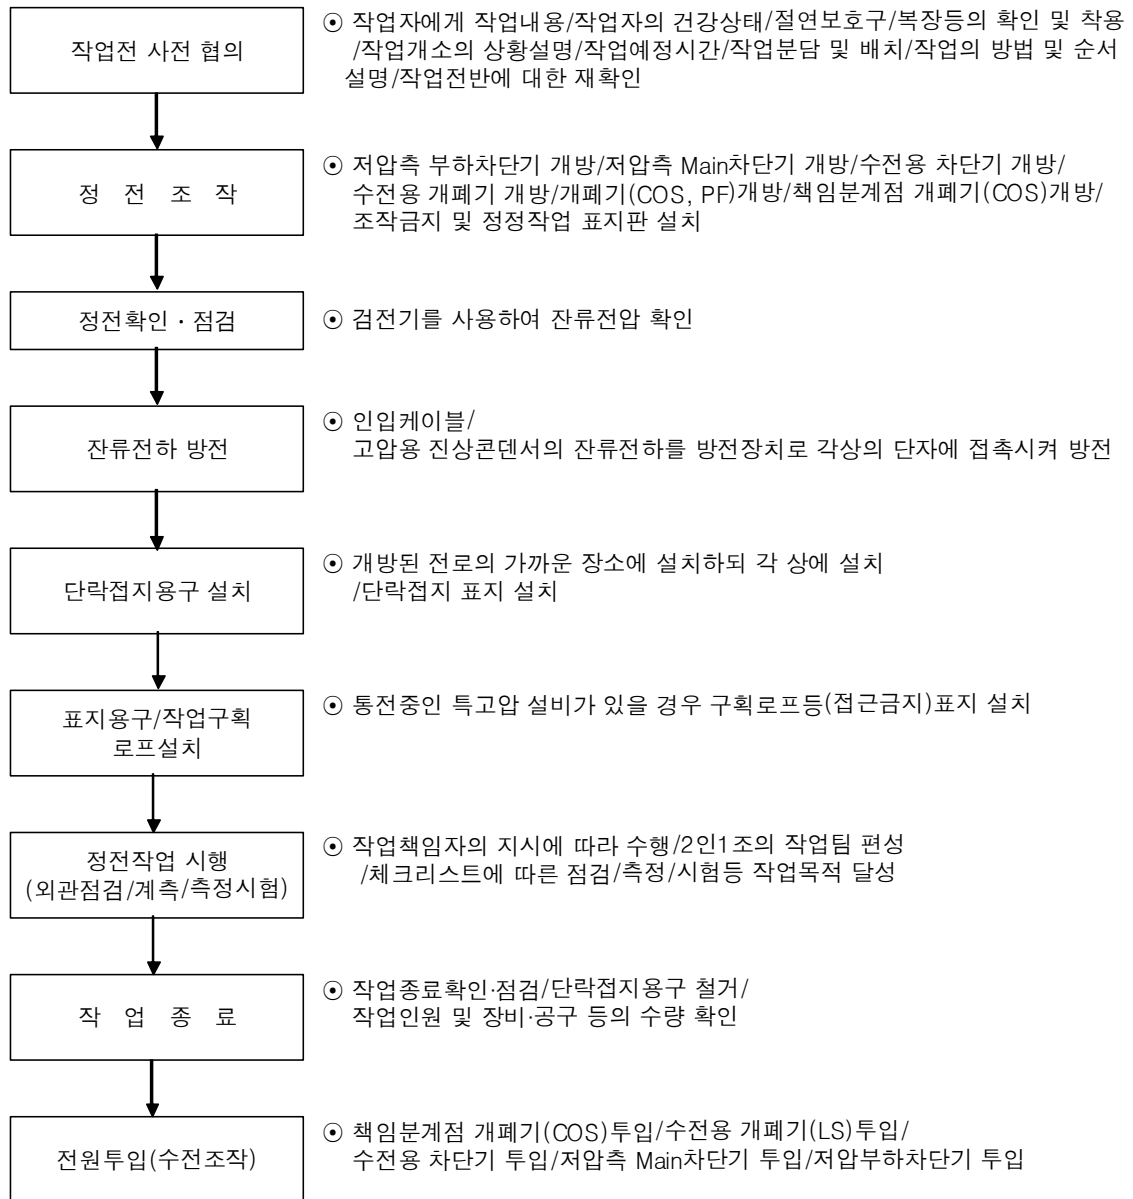 작업전 사전 협의
⊙ 작업자에게 작업내용/작업자의 건강상태/절연보호구/복장등의 확인 및 착용
/작업개소의 상황설명/작업예정시간/작업분담 및 배치/작업의 방법 및 순서
설명/작업전반에 대한 재확인
정 전 조 작
⊙ 저압측 부하차단기 개방/저압측 Main차단기 개방/수전용 차단기 개방/
수전용 개폐기 개방/개폐기(COS, PF)개방/책임분계점 개폐기(COS)개방/
조작금지 및 정정작업 표지판 설치
정전확인 · 점검
⊙ 검전기를 사용하여 잔류전압 확인
잔류전하 방전
⊙ 인입케이블/
고압용 진상콘덴서의 잔류전하를 방전장치로 각상의 단자에 접촉시켜 방전
단락접지용구 설치
⊙ 개방된 전로의 가까운 장소에 설치하되 각 상에 설치
/단락접지 표지 설치
표지용구/작업구획
로프설치
⊙ 통전중인 특고압 설비가 있을 경우 구획로프등(접근금지)표지 설치
정전작업 시행
(외관점검/계측/측정시험)
⊙ 작업책임자의 지시에 따라 수행/2인1조의 작업팀 편성
/체크리스트에 따른 점검/측정/시험등 작업목적 달성
작 업 종 료
⊙ 작업종료확인·점검/단락접지용구 철거/
작업인원 및 장비·공구 등의 수량 확인
전원투입(수전조작)
⊙ 책임분계점 개폐기(COS)투입/수전용 개폐기(LS)투입/
수전용 차단기 투입/저압측 Main차단기 투입/저압부하차단기 투입